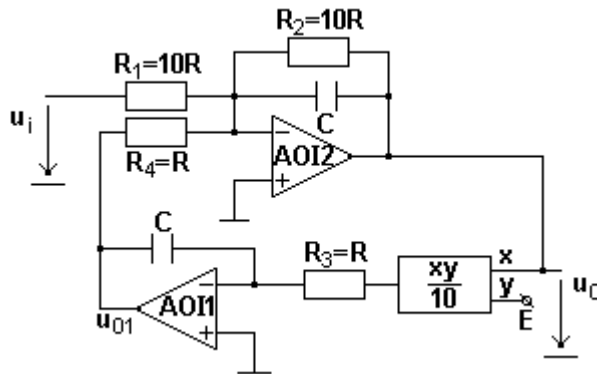 R2=10R
R1=10R
ui
C
R4=R
−
AOI2
+
C
R3=R
xy
10
x
y
E
u0
−
AOI1
+
u01